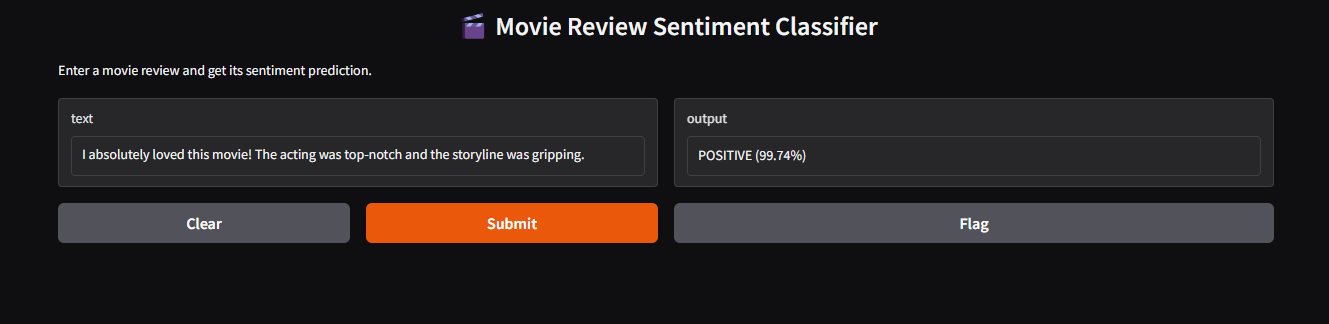 🎬 Movie Review Sentiment Classifier
Enter a movie review and get its sentiment prediction.
text
I absolutely loved this movie! The acting was top-notch and the storyline was gripping.
output
POSITIVE (99.74%)
Clear
Submit
Flag